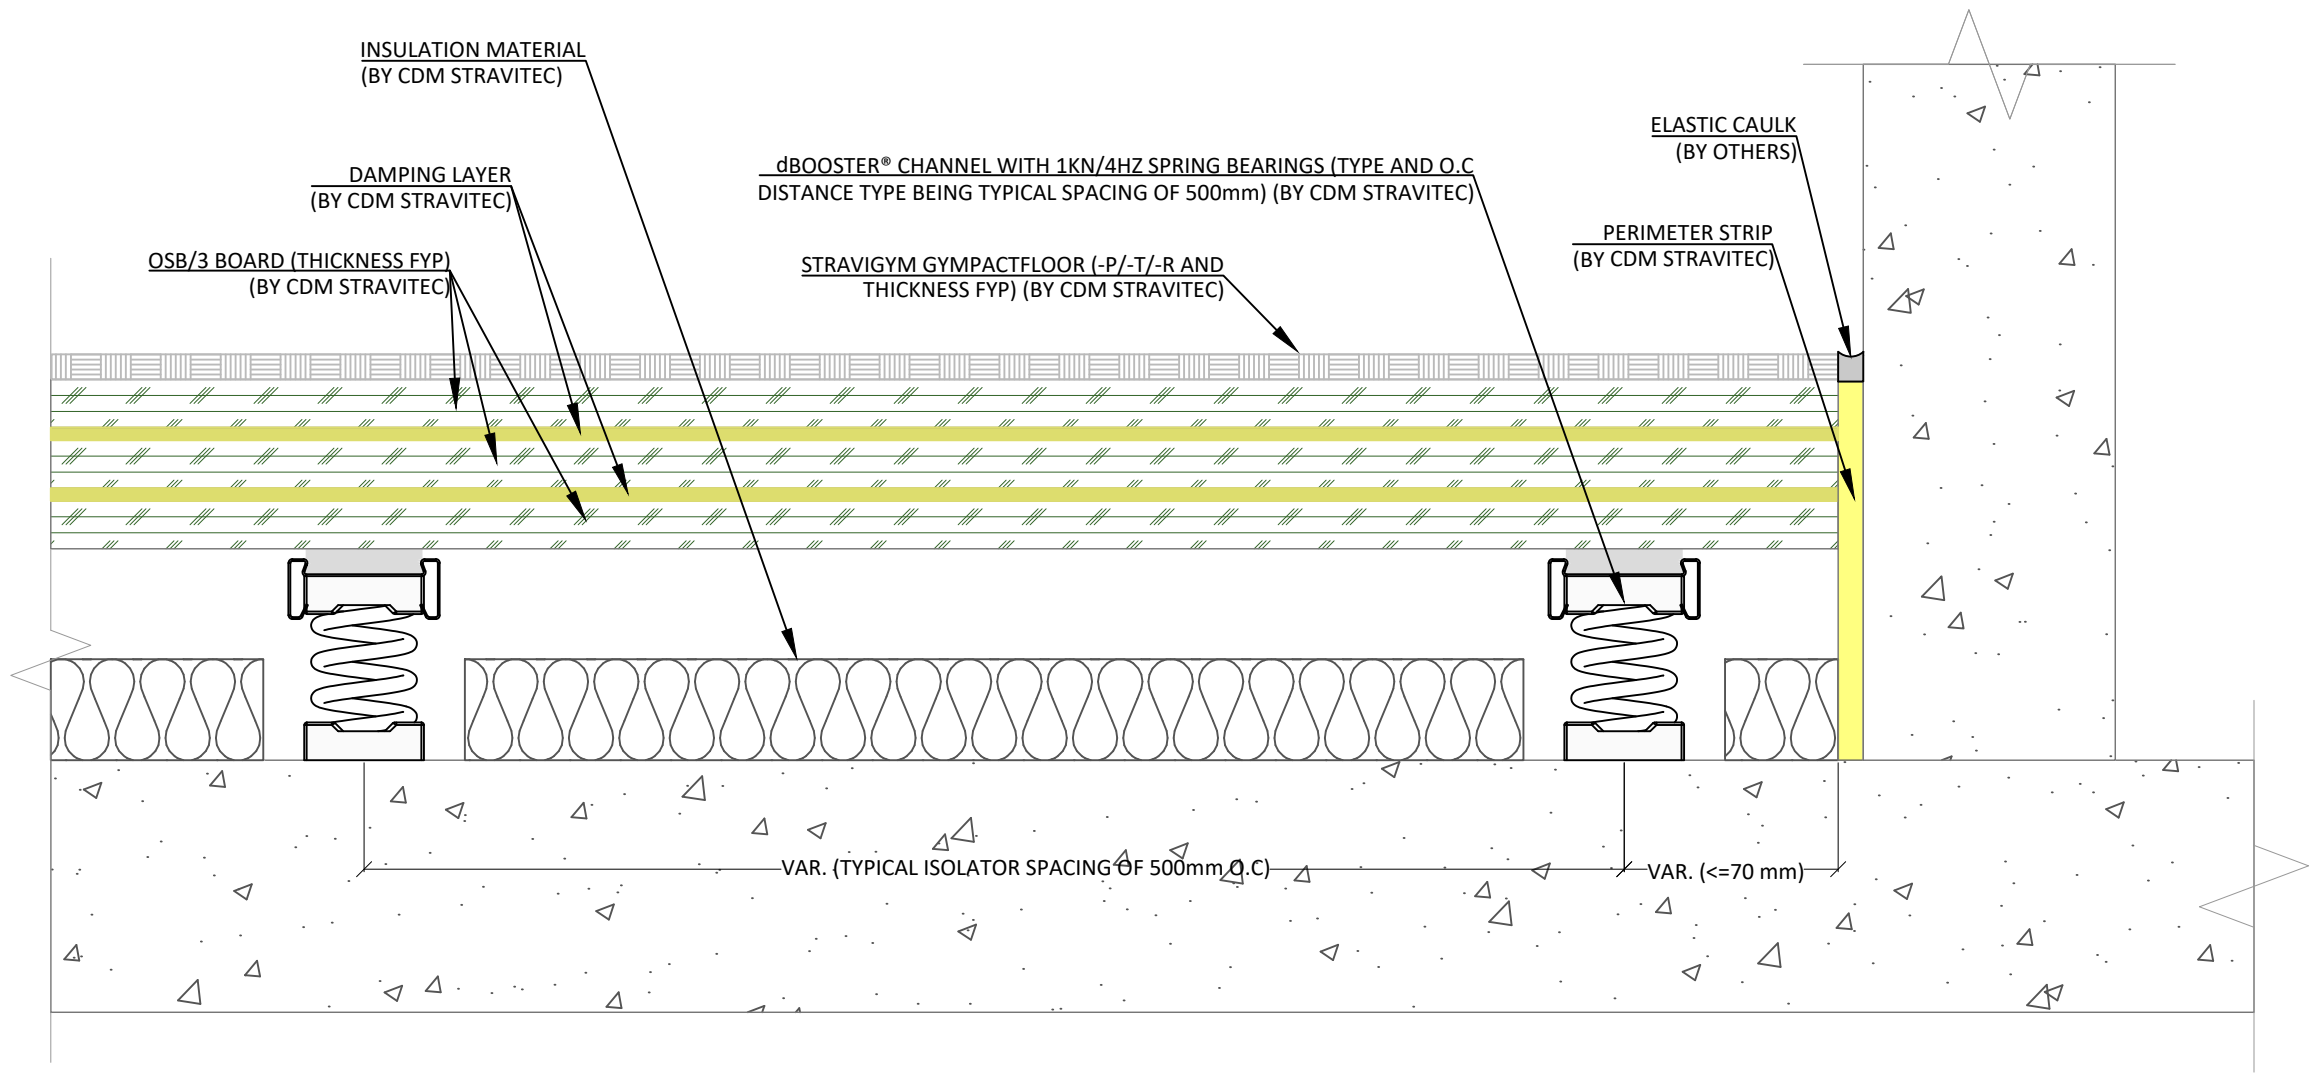 INSULATION MATERIAL
(BY CDM STRAVITEC)
ELASTIC CAULK
(BY OTHERS)
dBOOSTER® CHANNEL WITH 1KN/4HZ SPRING BEARINGS (TYPE AND O.C
DISTANCE TYPE BEING TYPICAL SPACING OF 500mm) (BY CDM STRAVITEC)
DAMPING LAYER
(BY CDM STRAVITEC)
PERIMETER STRIP
(BY CDM STRAVITEC)
OSB/3 BOARD (THICKNESS FYP)
(BY CDM STRAVITEC)
STRAVIGYM GYMPACTFLOOR (-P/-T/-R AND
THICKNESS FYP) (BY CDM STRAVITEC)
VAR. (TYPICAL ISOLATOR SPACING OF 500mm O.C)
VAR. (<=70 mm)